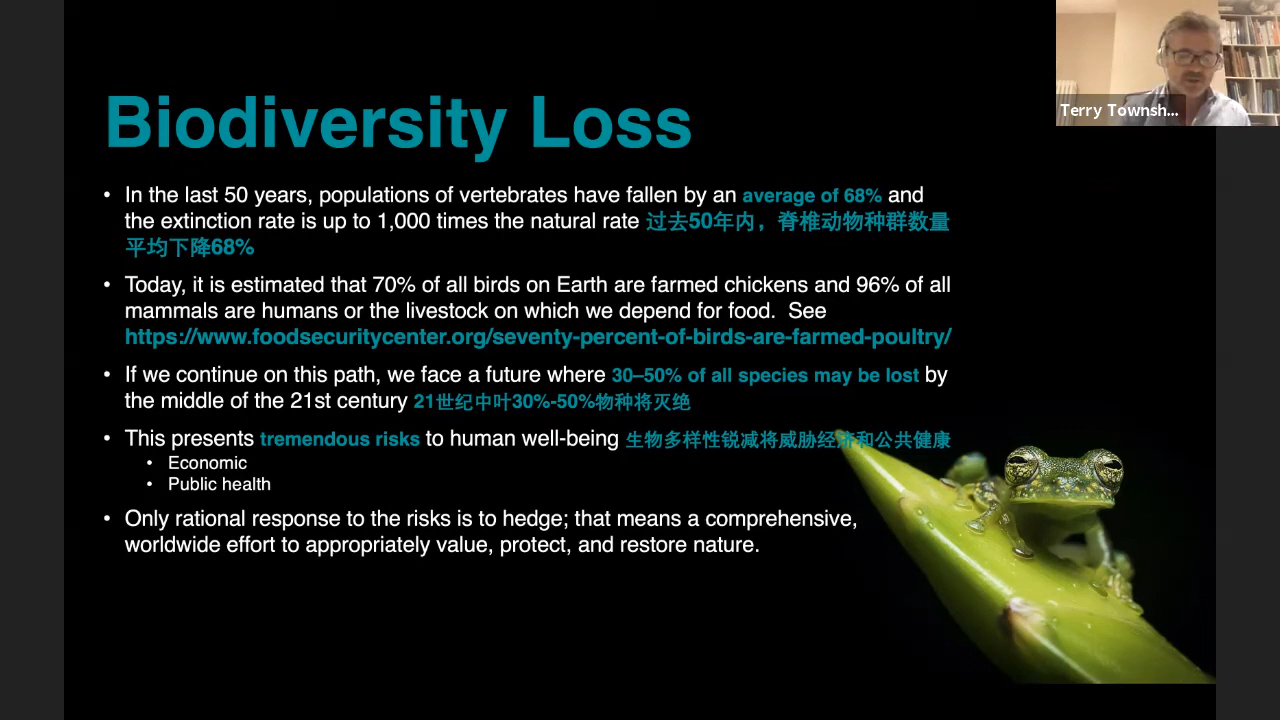 Terry Townsh...
Biodiversity Loss
• In the last 50 years, populations of vertebrates have fallen by an average of 68% and
the extinction rate is up to 1,000 times the natural rate 过去50年内，脊椎动物种群数量
平均下降68%
• Today, it is estimated that 70% of all birds on Earth are farmed chickens and 96% of all
mammals are humans or the livestock on which we depend for food. See
https://www.foodsecuritycenter.org/seventy-percent-of-birds-are-farmed-poultry/
• If we continue on this path, we face a future where 30–50% of all species may be lost by
the middle of the 21st century 21世纪中叶30%-50%物种将灭绝
• This presents tremendous risks to human well-being 生物多样性锐减将威胁经济和公共健康
• Economic
• Public health
• Only rational response to the risks is to hedge; that means a comprehensive,
worldwide effort to appropriately value, protect, and restore nature.